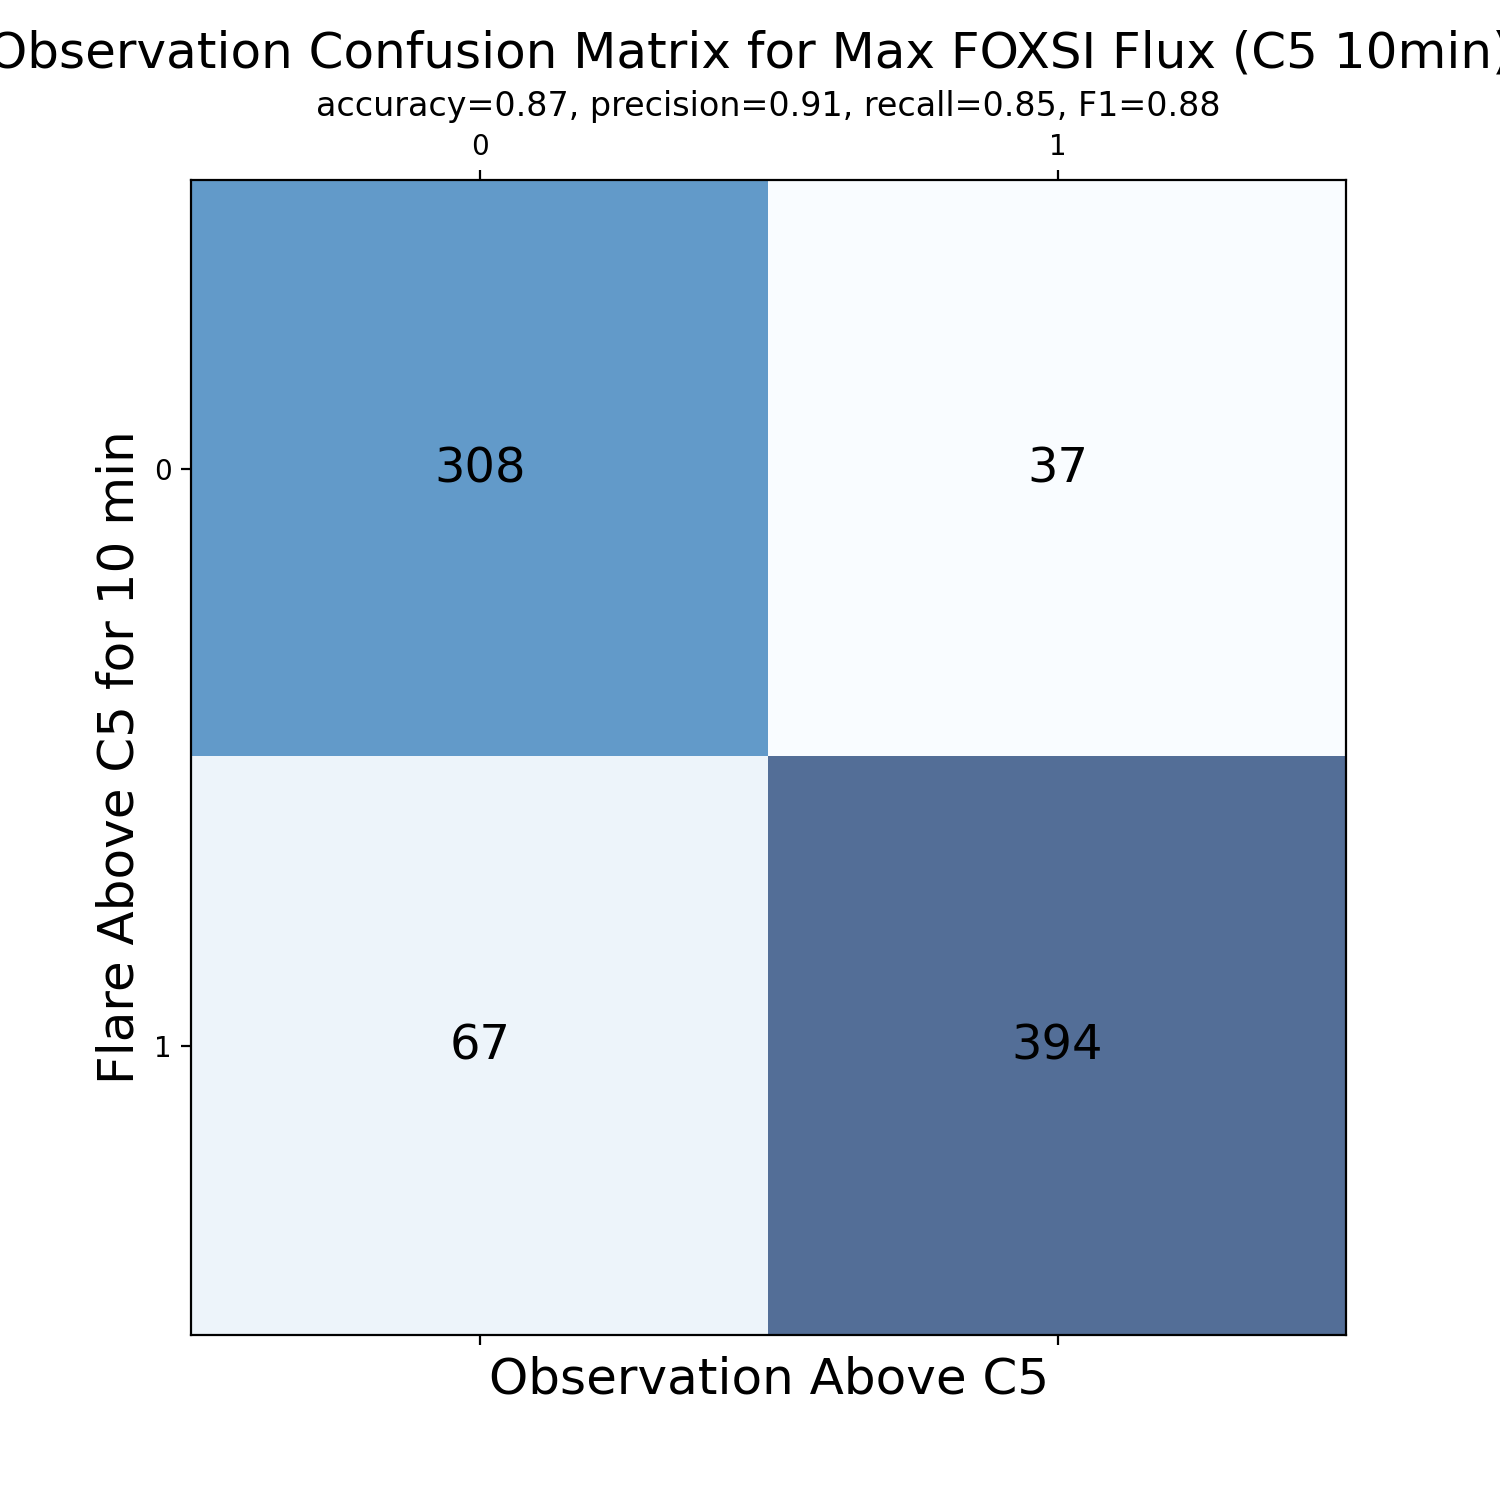 Observation Confusion Matrix for Max FOXSI Flux (C5 10min)
accuracy=0.87, precision=0.91, recall=0.85, F1=0.88
0 1
Flare Above C5 for 10 min
0
308 37
1
67 394
Observation Above C5